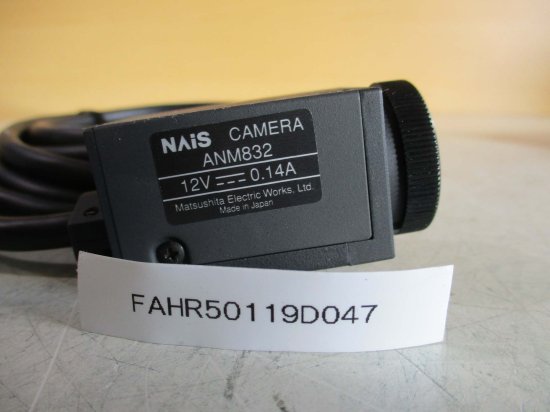 NAiS CAMERA
ANM832
12V⎓0.14A
Matsushita Electric Works, Ltd.
Made in Japan
FAHR50119D047